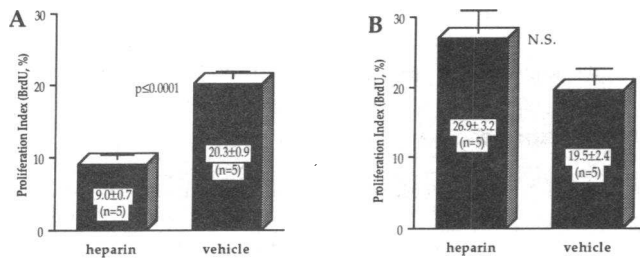 A
Proliferation Index (BrdU, %)
30
20
10
0
p≤0.0001
9.0±0.7
(n=5)
20.3±0.9
(n=5)
heparin
vehicle
B
Proliferation Index (BrdU, %)
30
20
10
0
N.S.
26.9±3.2
(n=5)
19.5±2.4
(n=5)
heparin
vehicle